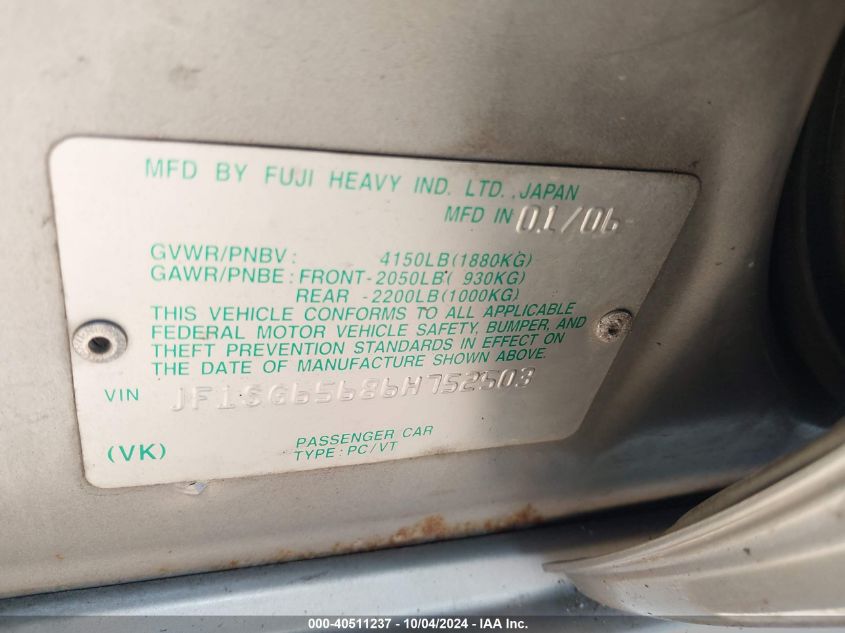 MFD BY FUJI HEAVY IND. LTD., JAPAN
MFD IN 01/06
GVWR/PNBV: 4150LB(1880KG)
GAWR/PNBE: FRONT-2050LB( 930KG)
REAR -2200LB(1000KG)
THIS VEHICLE CONFORMS TO ALL APPLICABLE
FEDERAL MOTOR VEHICLE SAFETY, BUMPER, AND
THEFT PREVENTION STANDARDS IN EFFECT ON
THE DATE OF MANUFACTURE SHOWN ABOVE.
VIN JF1SG65686H752503
(VK) PASSENGER CAR
TYPE: PC/VT
000-40511237 - 10/04/2024 - IAA Inc.